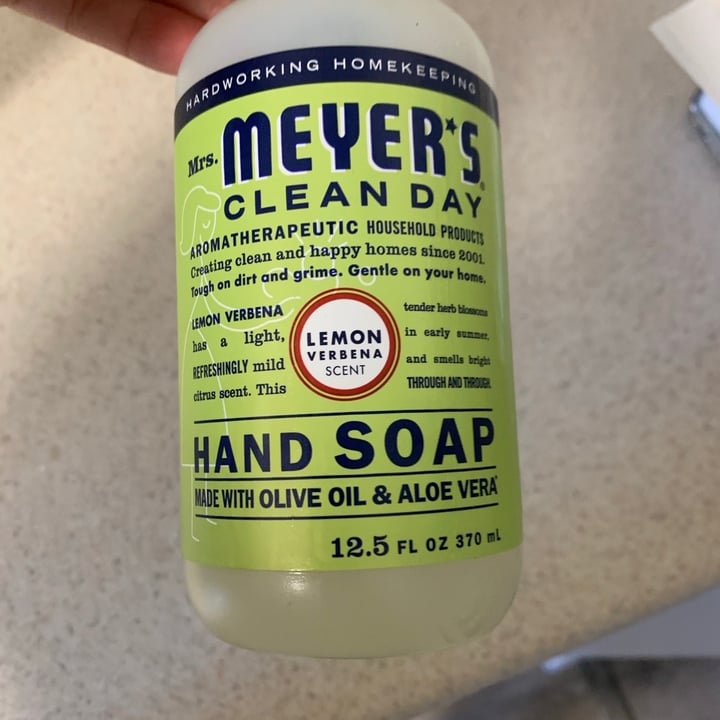 HARDWORKING HOMEKEEPING
Mrs. MEYER'S®
CLEAN DAY
AROMATHERAPEUTIC HOUSEHOLD PRODUCTS
Creating clean and happy homes since 2001.
Tough on dirt and grime. Gentle on your home.
LEMON VERBENA
has a light,
REFRESHINGLY mild
citrus scent. This
LEMON
VERBENA
SCENT
tender herb blossoms
in early summer,
and smells bright
THROUGH AND THROUGH.
HAND SOAP
MADE WITH OLIVE OIL & ALOE VERA*
12.5 FL OZ 370 mL